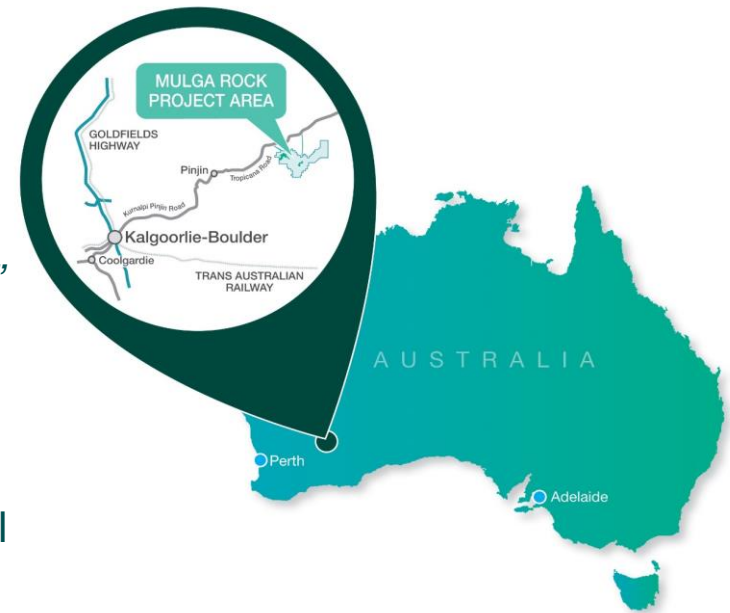 MULGA ROCK
PROJECT AREA
GOLDFIELDS
HIGHWAY
Pinjin
Tropicana Road
Kurnalpi Pinjin Road
Kalgoorlie-Boulder
Coolgardie
TRANS AUSTRALIAN
RAILWAY
”
AUSTRALIA
Perth
Adelaide
l